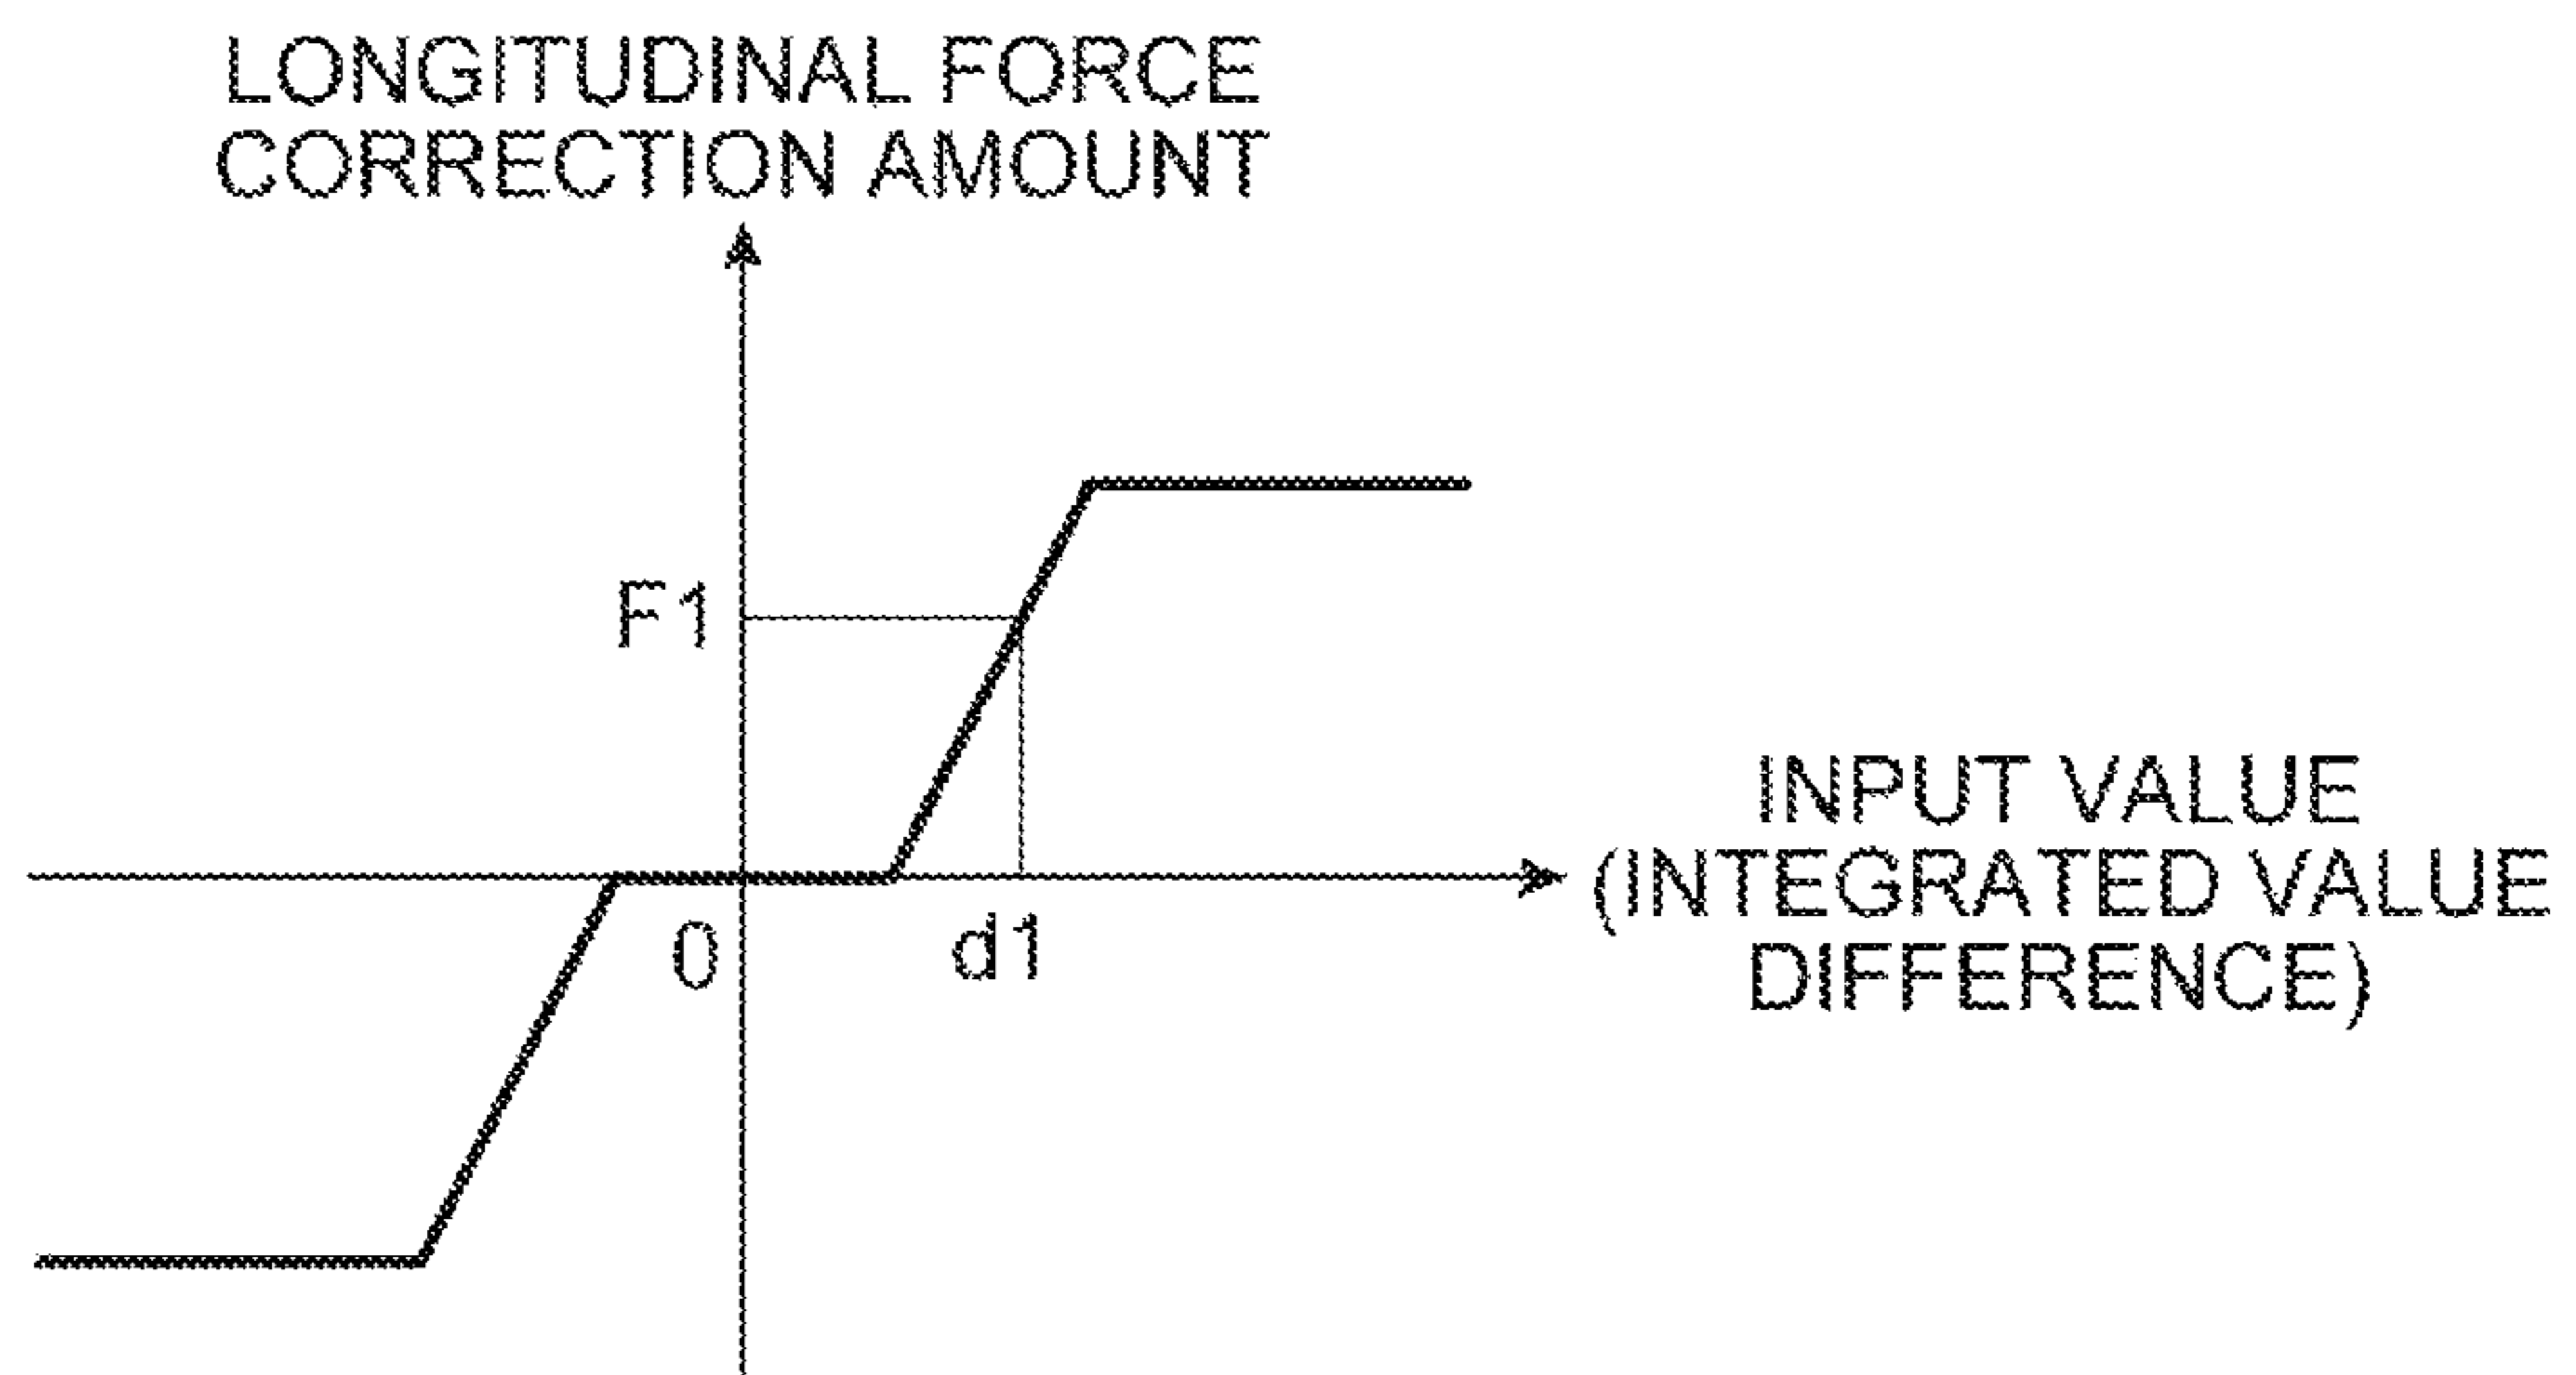 LONGITUDINAL FORCE
CORRECTION AMOUNT
F1
INPUT VALUE
(INTEGRATED VALUE
DIFFERENCE)
0
d1